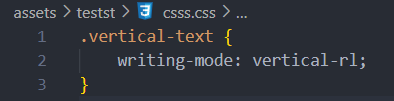 assets > testst > csss.css > ...
1 .vertical-text {
2 writing-mode: vertical-rl;
3 }